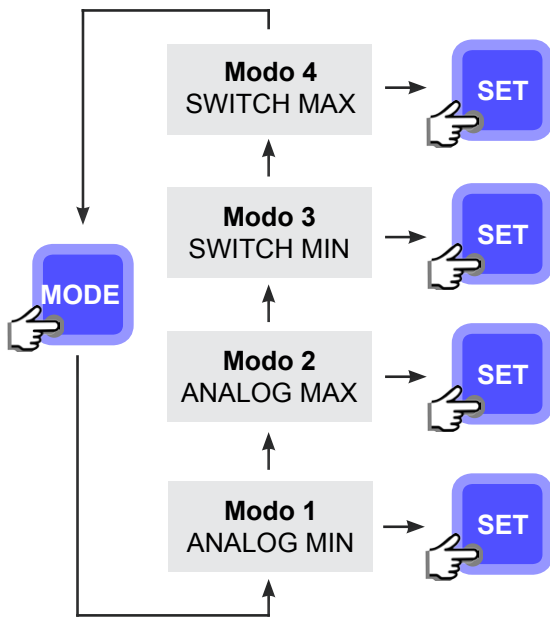 Modo 4
SWITCH MAX
SET
Modo 3
SWITCH MIN
SET
MODE
Modo 2
ANALOG MAX
SET
Modo 1
ANALOG MIN
SET